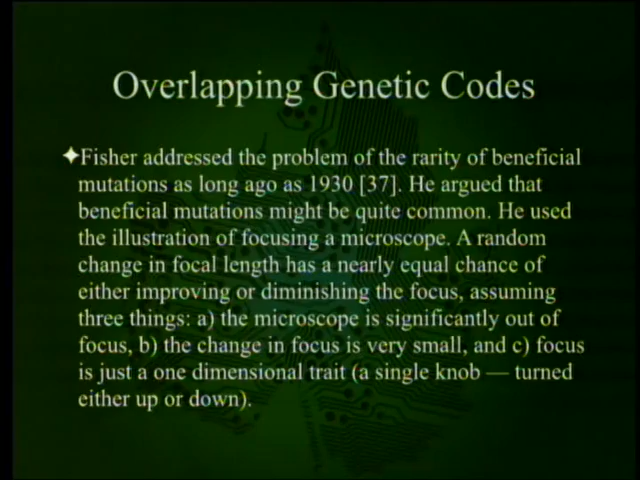 Overlapping Genetic Codes
✦Fisher addressed the problem of the rarity of beneficial
mutations as long ago as 1930 [37]. He argued that
beneficial mutations might be quite common. He used
the illustration of focusing a microscope. A random
change in focal length has a nearly equal chance of
either improving or diminishing the focus, assuming
three things: a) the microscope is significantly out of
focus, b) the change in focus is very small, and c) focus
is just a one dimensional trait (a single knob — turned
either up or down).